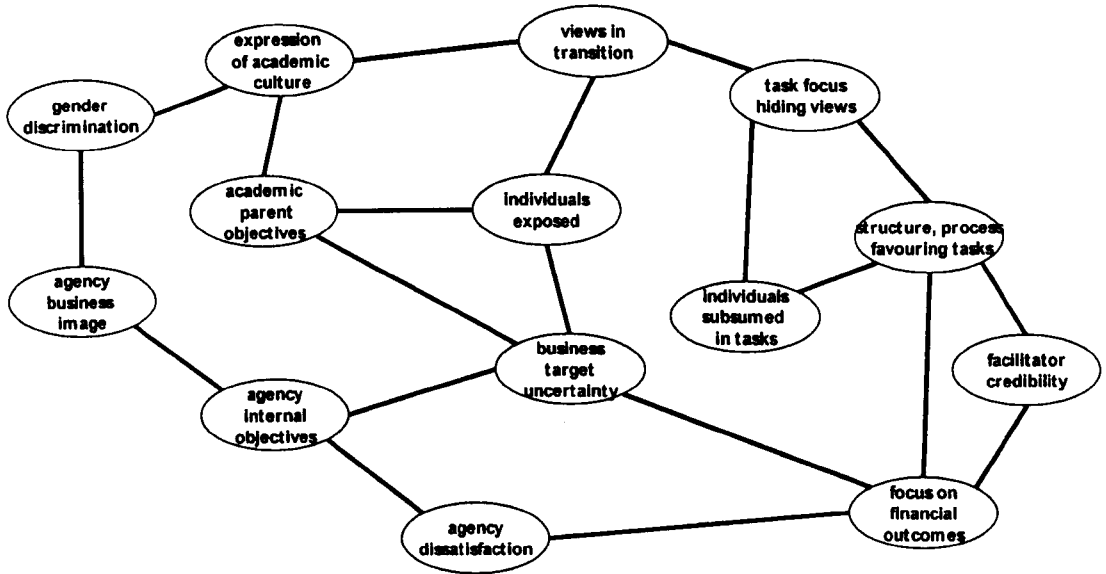 expression
of academic
culture
views in
transition
task focus
hiding views
gender
discrimination
academic
parent
objectives
individuals
exposed
structure, process
favouring tasks
agency
business
image
individuals
subsumed
in tasks
business
target
uncertainty
facilitator
credibility
agency
internal
objectives
focus on
financial
outcomes
agency
dissatisfaction